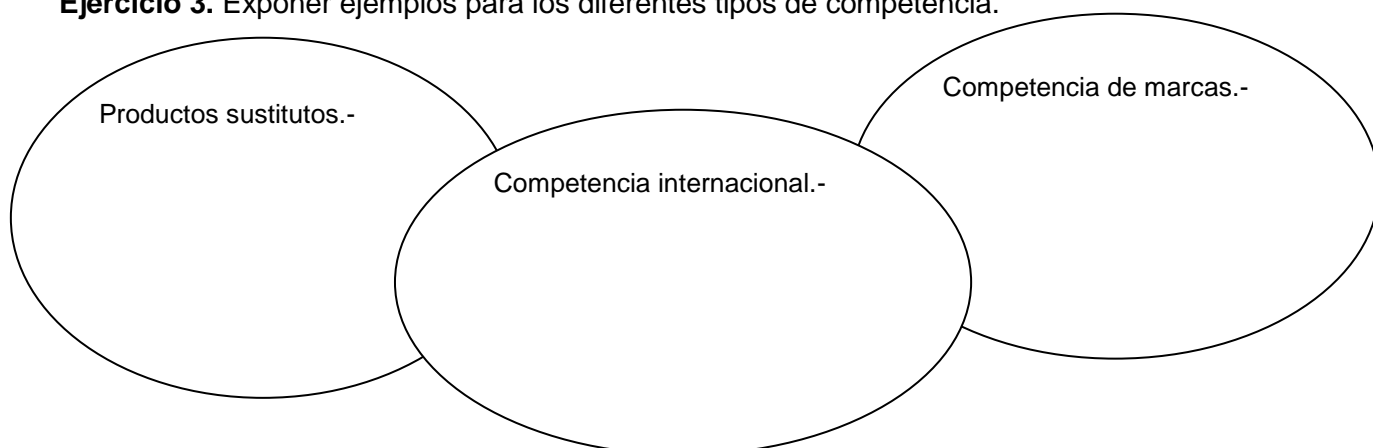 Ejercicio 3. Exponer ejemplos para los diferentes tipos de competencia.
Productos sustitutos.-
Competencia internacional.-
Competencia de marcas.-